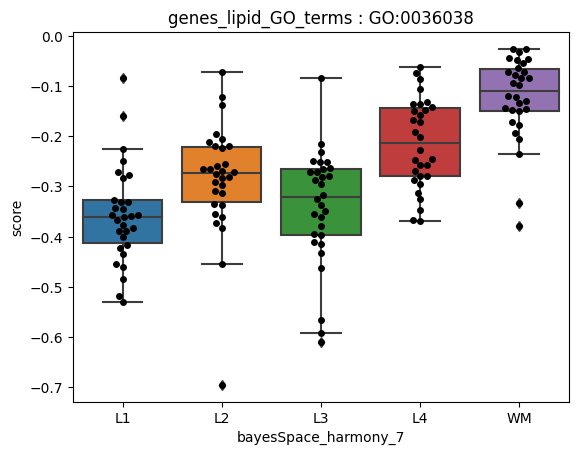 genes_lipid_GO_terms : GO:0036038
0.0
−0.1
−0.2
−0.3
−0.4
−0.5
−0.6
−0.7
score
L1 L2 L3 L4 WM
bayesSpace_harmony_7